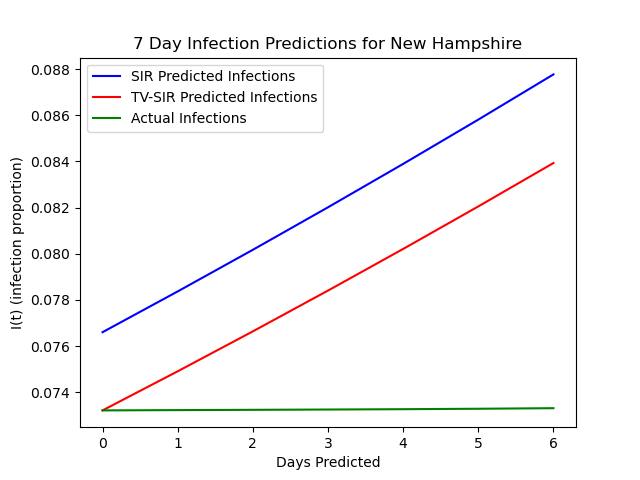 7 Day Infection Predictions for New Hampshire
SIR Predicted Infections
TV-SIR Predicted Infections
Actual Infections
I(t) (infection proportion)
0.088
0.086
0.084
0.082
0.080
0.078
0.076
0.074
0 1 2 3 4 5 6
Days Predicted